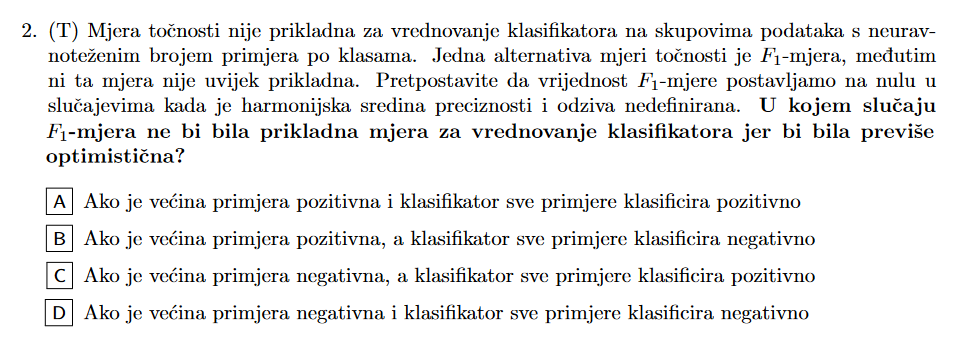 2. (T) Mjera točnosti nije prikladna za vrednovanje klasifikatora na skupovima podataka s neurav-
noteženim brojem primjera po klasama. Jedna alternativa mjeri točnosti je F₁-mjera, međutim
ni ta mjera nije uvijek prikladna. Pretpostavite da vrijednost F₁-mjere postavljamo na nulu u
slučajevima kada je harmonijska sredina preciznosti i odziva nedefinirana. U kojem slučaju
F₁-mjera ne bi bila prikladna mjera za vrednovanje klasifikatora jer bi bila previše
optimistična?
A Ako je većina primjera pozitivna i klasifikator sve primjere klasificira pozitivno
B Ako je većina primjera pozitivna, a klasifikator sve primjere klasificira negativno
C Ako je većina primjera negativna, a klasifikator sve primjere klasificira pozitivno
D Ako je većina primjera negativna i klasifikator sve primjere klasificira negativno